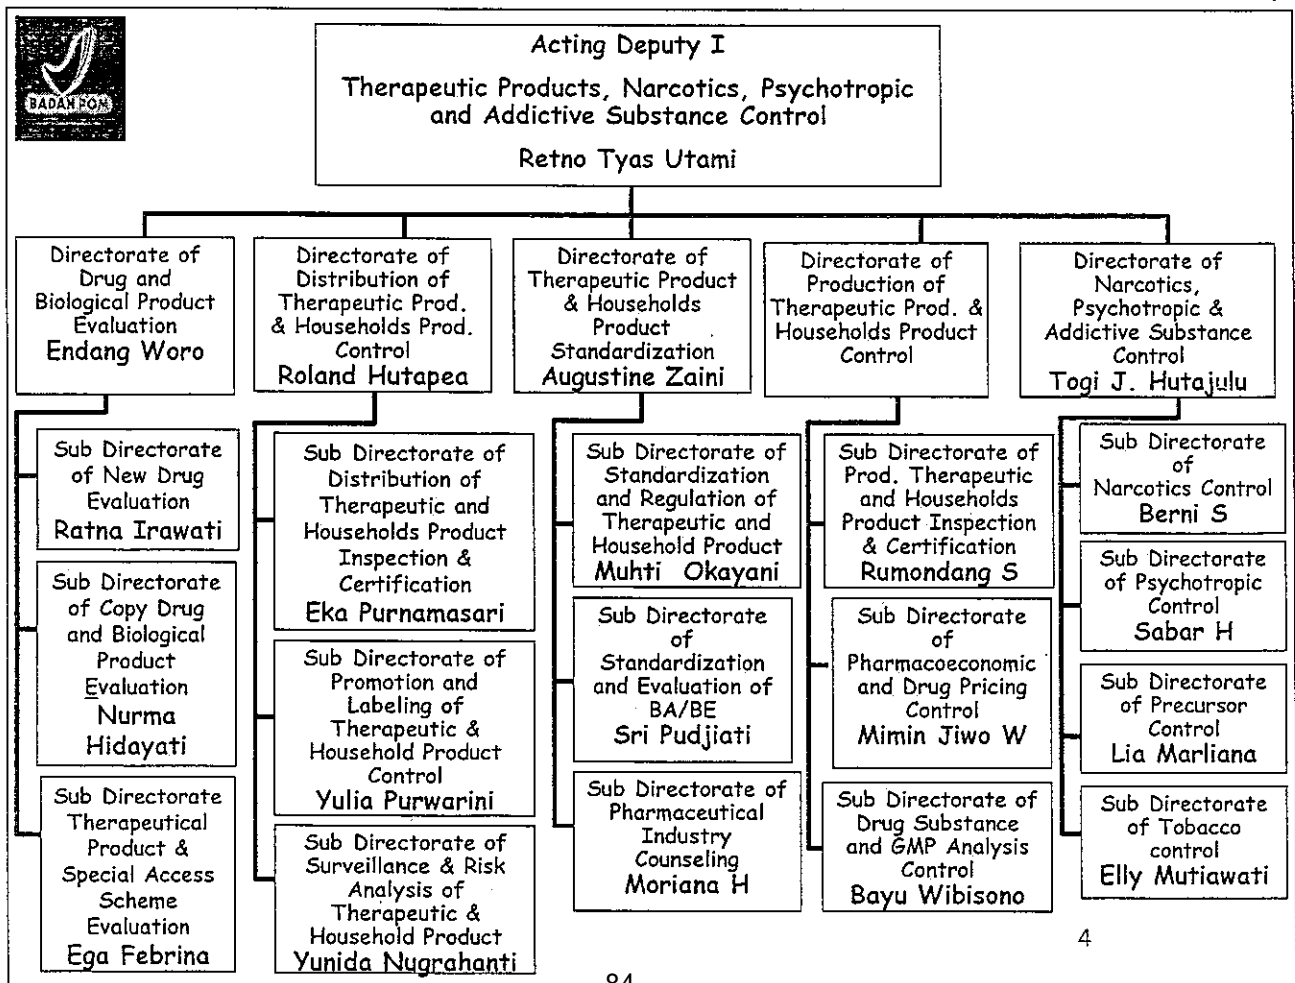 BADAN POM
Acting Deputy I
Therapeutic Products, Narcotics, Psychotropic
and Addictive Substance Control
Retno Tyas Utami
Directorate of
Drug and
Biological Product
Evaluation
Endang Woro
Directorate of
Distribution of
Therapeutic Prod.
& Households Prod.
Control
Roland Hutapea
Directorate of
Therapeutic Product
& Households
Product
Standardization
Augustine Zaini
Directorate of
Production of
Therapeutic Prod. &
Households Product
Control
Directorate of
Narcotics,
Psychotropic &
Addictive Substance
Control
Togi J. Hutajulu
Sub Directorate
of New Drug
Evaluation
Ratna Irawati
Sub Directorate
of Copy Drug
and Biological
Product
Evaluation
Nurma
Hidayati
Sub Directorate
Therapeutical
Product &
Special Access
Scheme
Evaluation
Ega Febrina
Sub Directorate of
Distribution of
Therapeutic and
Households Product
Inspection &
Certification
Eka Purnamasari
Sub Directorate of
Promotion and
Labeling of
Therapeutic &
Household Product
Control
Yulia Purwarini
Sub Directorate of
Surveillance & Risk
Analysis of
Therapeutic &
Household Product
Yunida Nugrahanti
Sub Directorate of
Standardization
and Regulation of
Therapeutic and
Household Product
Muhti Okayani
Sub Directorate
of
Standardization
and Evaluation of
BA/BE
Sri Pudjiati
Sub Directorate of
Pharmaceutical
Industry
Counseling
Moriana H
Sub Directorate of
Prod. Therapeutic
and Households
Product Inspection
& Certification
Rumondang S
Sub Directorate
of
Pharmacoeconomic
and Drug Pricing
Control
Mimin Jiwo W
Sub Directorate of
Drug Substance
and GMP Analysis
Control
Bayu Wibisono
Sub Directorate
of
Narcotics Control
Berni S
Sub Directorate
of Psychotropic
Control
Sabar H
Sub Directorate
of Precursor
Control
Lia Marliana
Sub Directorate
of Tobacco
control
Elly Mutiawati
4
84